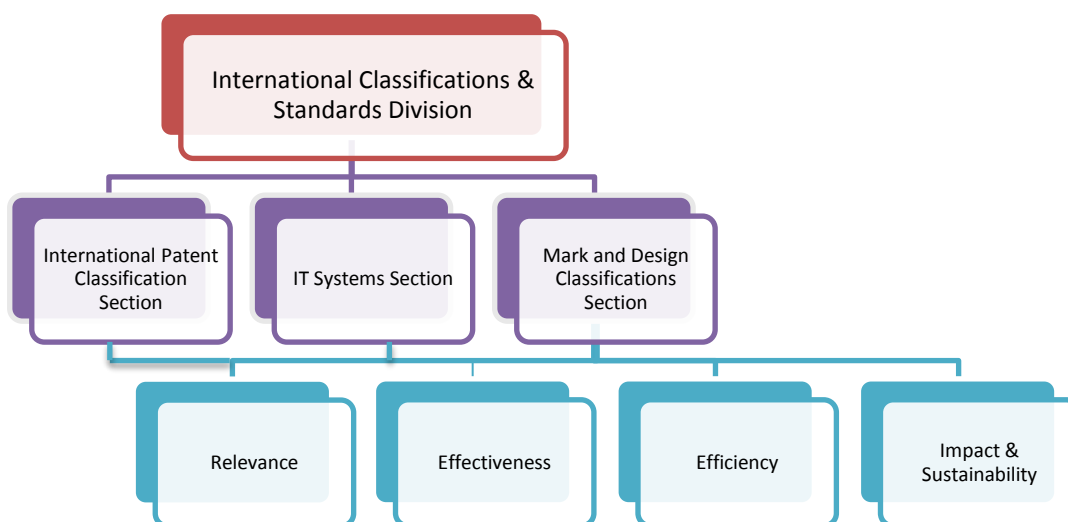 International Classifications &
Standards Division
International Patent
Classification
Section
IT Systems Section
Mark and Design
Classifications
Section
Relevance
Effectiveness
Efficiency
Impact &
Sustainability